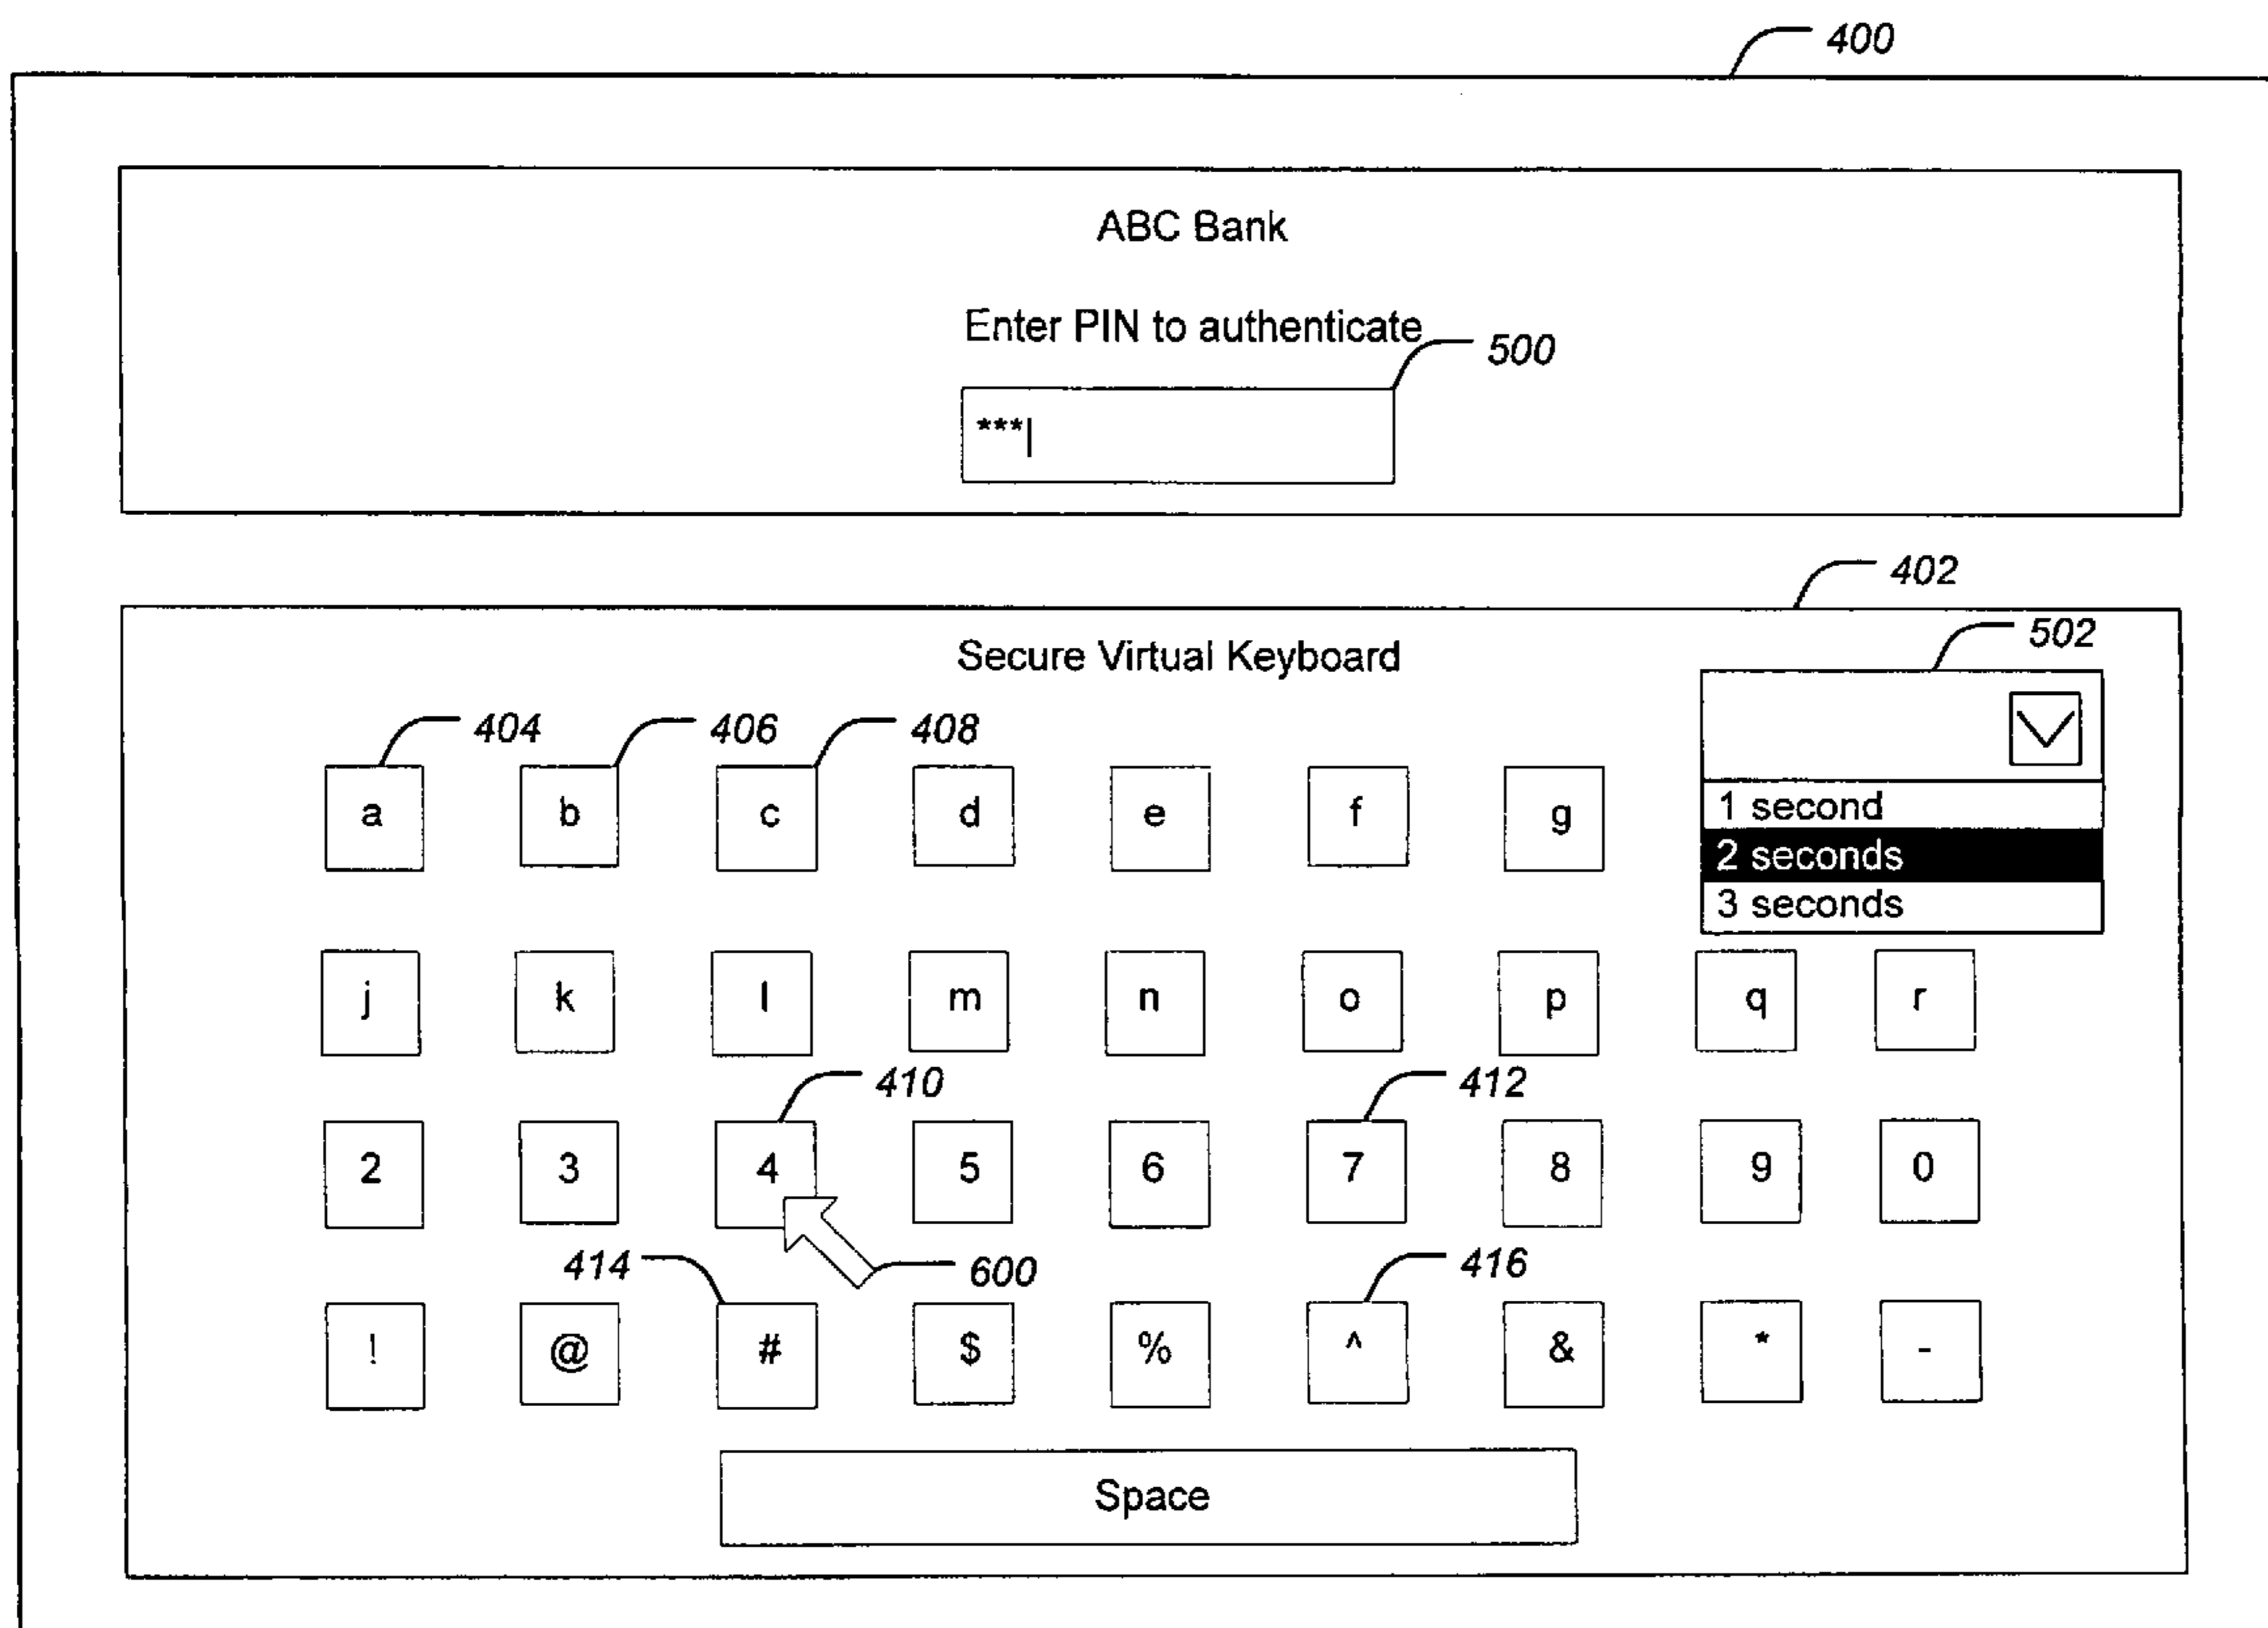 400
ABC Bank
Enter PIN to authenticate
500
***|
402
Secure Virtual Keyboard
502
404 406 408
a b c d e f g
1 second
2 seconds
3 seconds
j k l m n o p q r
410 412
2 3 4 5 6 7 8 9 0
414 600 416
! @ # $ % ^ & * -
Space